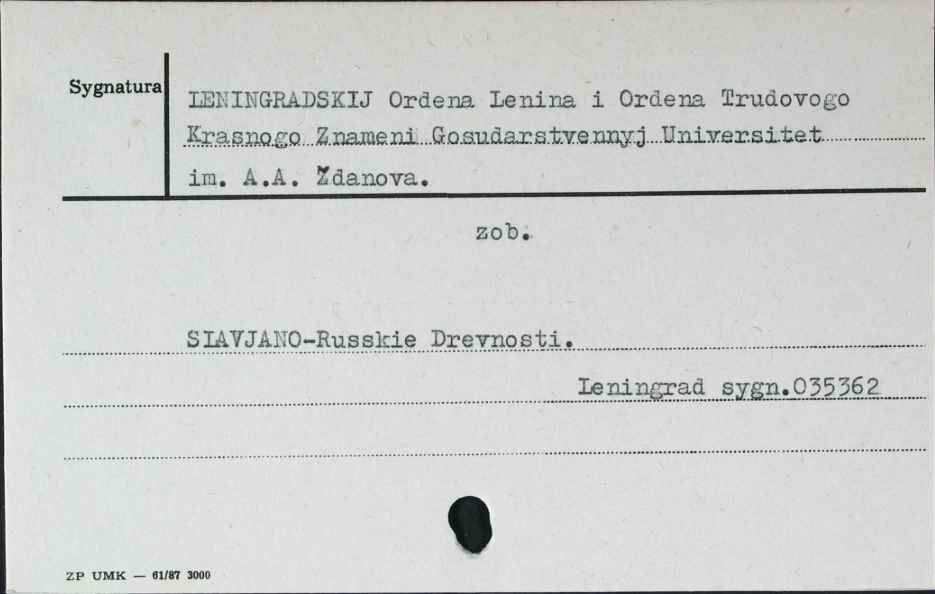 Sygnatura
LENINGRADSKIJ Ordena Lenina i Ordena Trudovogo
Krasnogo Znameni Gosudarstvennyj Universitet
im. A.A. Ždanova.
zob.
SLAVJANO-Russkie Drevnosti.
Leningrad sygn.035362
ZP UMK — 61/87 3000